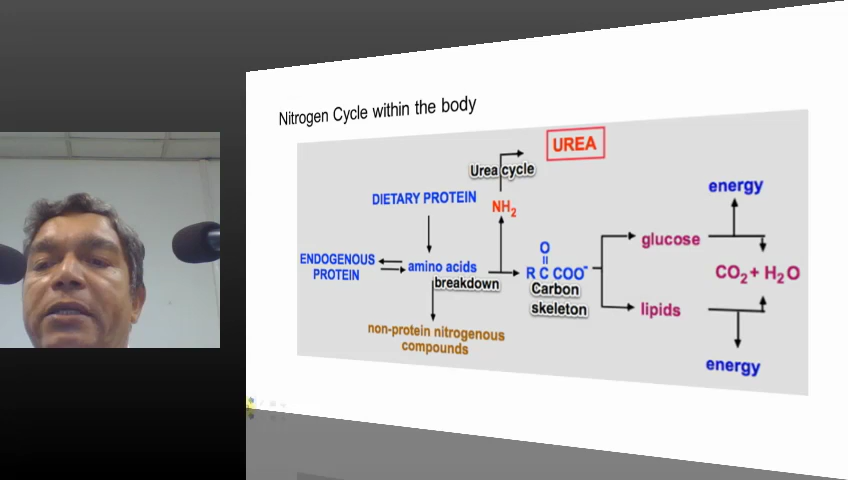 Nitrogen Cycle within the body
UREA
Urea cycle
DIETARY PROTEIN
NH2
energy
ENDOGENOUS
PROTEIN
amino acids
breakdown
O
R C COO-
Carbon
skeleton
glucose
CO2 + H2O
lipids
non-protein nitrogenous
compounds
energy